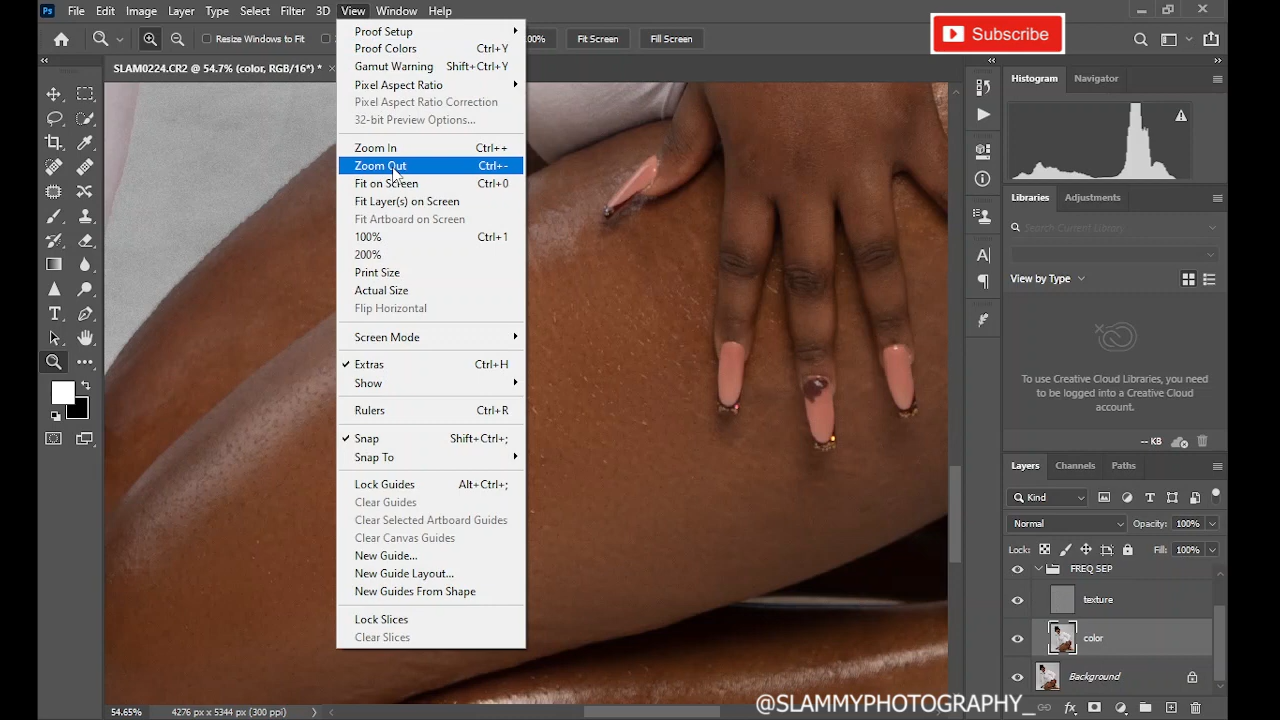 Ps File Edit Image Layer Type Select Filter 3D View Window Help
Subscribe
Resize Windows to Fit
00%
Fit Screen
Fill Screen
SLAM0224.CR2 @ 54.7% (color, RGB/16*) * ×
Proof Setup
Proof Colors Ctrl+Y
Gamut Warning Shift+Ctrl+Y
Pixel Aspect Ratio
Pixel Aspect Ratio Correction
32-bit Preview Options...
Zoom In Ctrl++
Zoom Out Ctrl+-
Fit on Screen Ctrl+0
Fit Layer(s) on Screen
Fit Artboard on Screen
100% Ctrl+1
200%
Print Size
Actual Size
Flip Horizontal
Screen Mode
Extras Ctrl+H
Show
Rulers Ctrl+R
Snap Shift+Ctrl+;
Snap To
Lock Guides Alt+Ctrl+;
Clear Guides
Clear Selected Artboard Guides
Clear Canvas Guides
New Guide...
New Guide Layout...
New Guides From Shape
Lock Slices
Clear Slices
Histogram Navigator
Libraries Adjustments
Search Current Library
View by Type
To use Creative Cloud Libraries, you
need to be logged into a Creative Cloud
account.
-- KB
Layers Channels Paths
Kind
Normal Opacity: 100%
Lock: Fill: 100%
FREQ SEP
texture
color
Background
54.65% 4276 px x 5344 px (300 ppi)
@SLAMMYPHOTOGRAPHY_